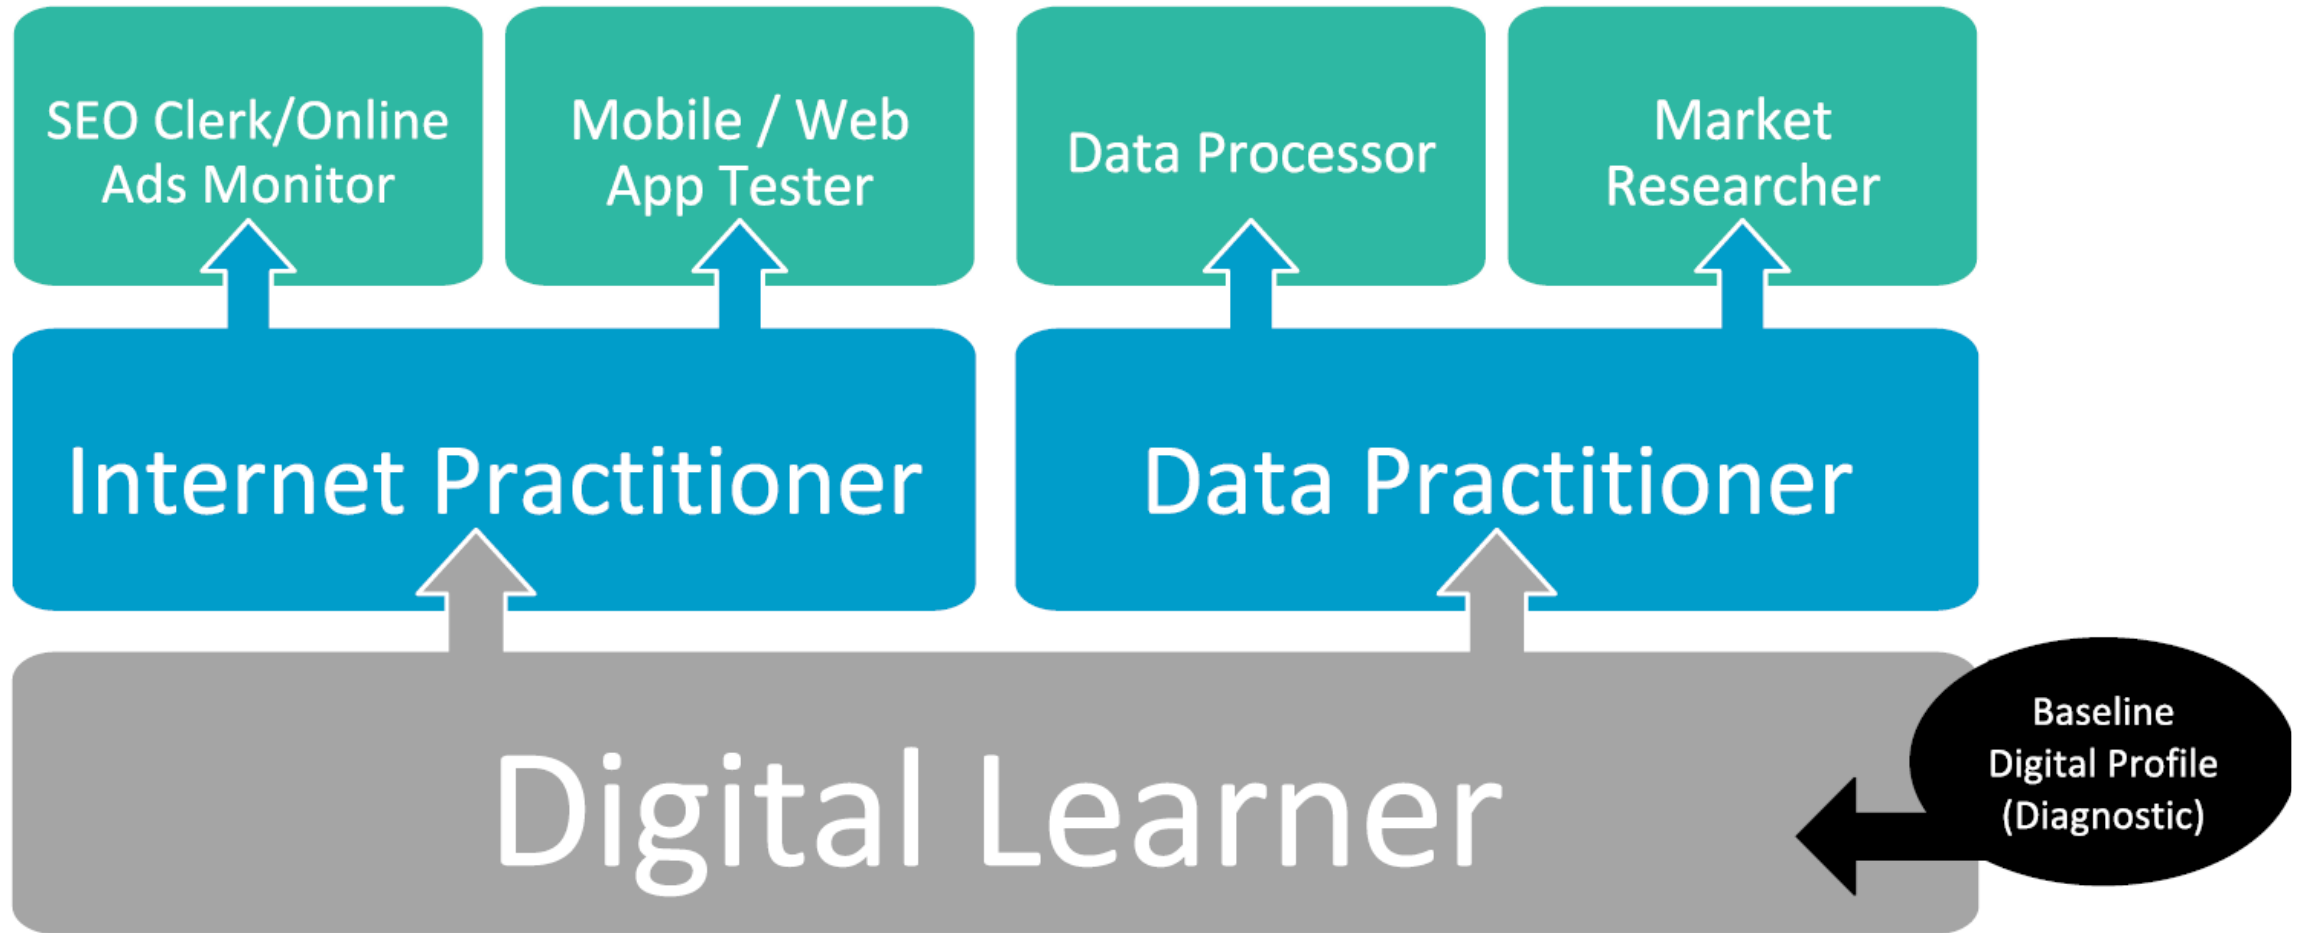 SEO Clerk/Online
Ads Monitor
Mobile / Web
App Tester
Data Processor
Market
Researcher
Internet Practitioner
Data Practitioner
Digital Learner
Baseline
Digital Profile
(Diagnostic)